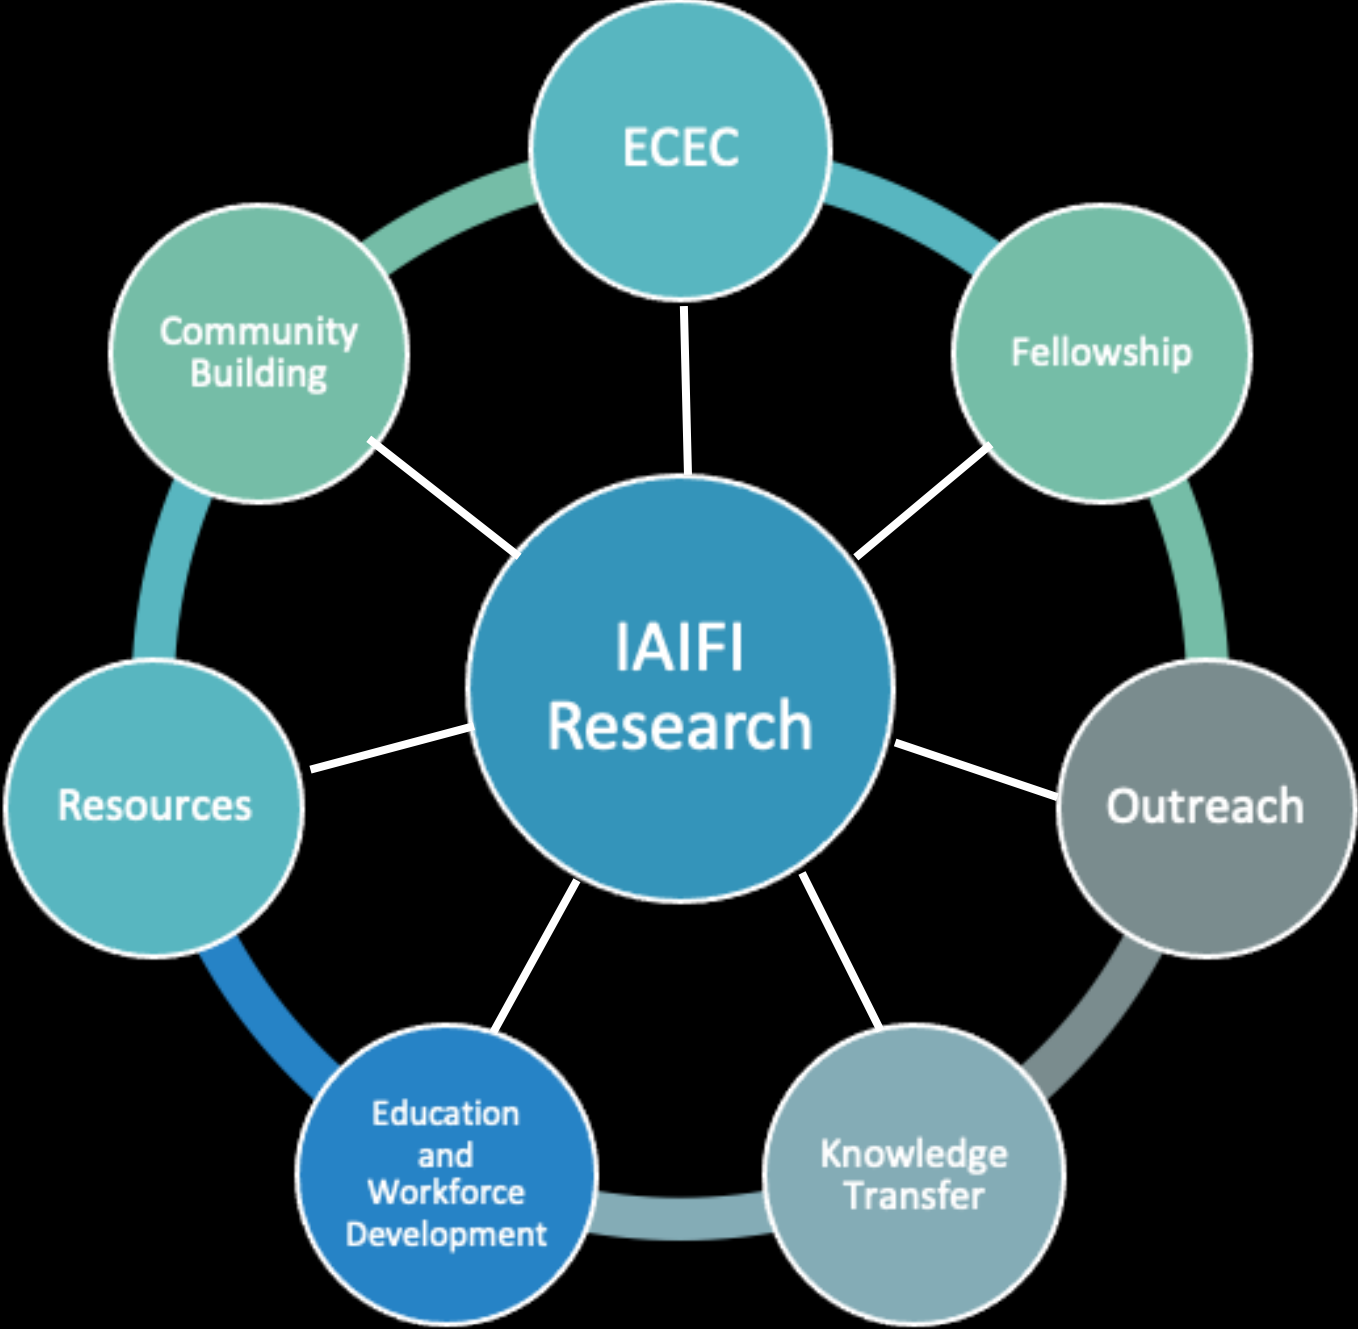 ECEC
Community
Building
Fellowship
IAIFI
Research
Resources
Outreach
Education
and
Workforce
Development
Knowledge
Transfer